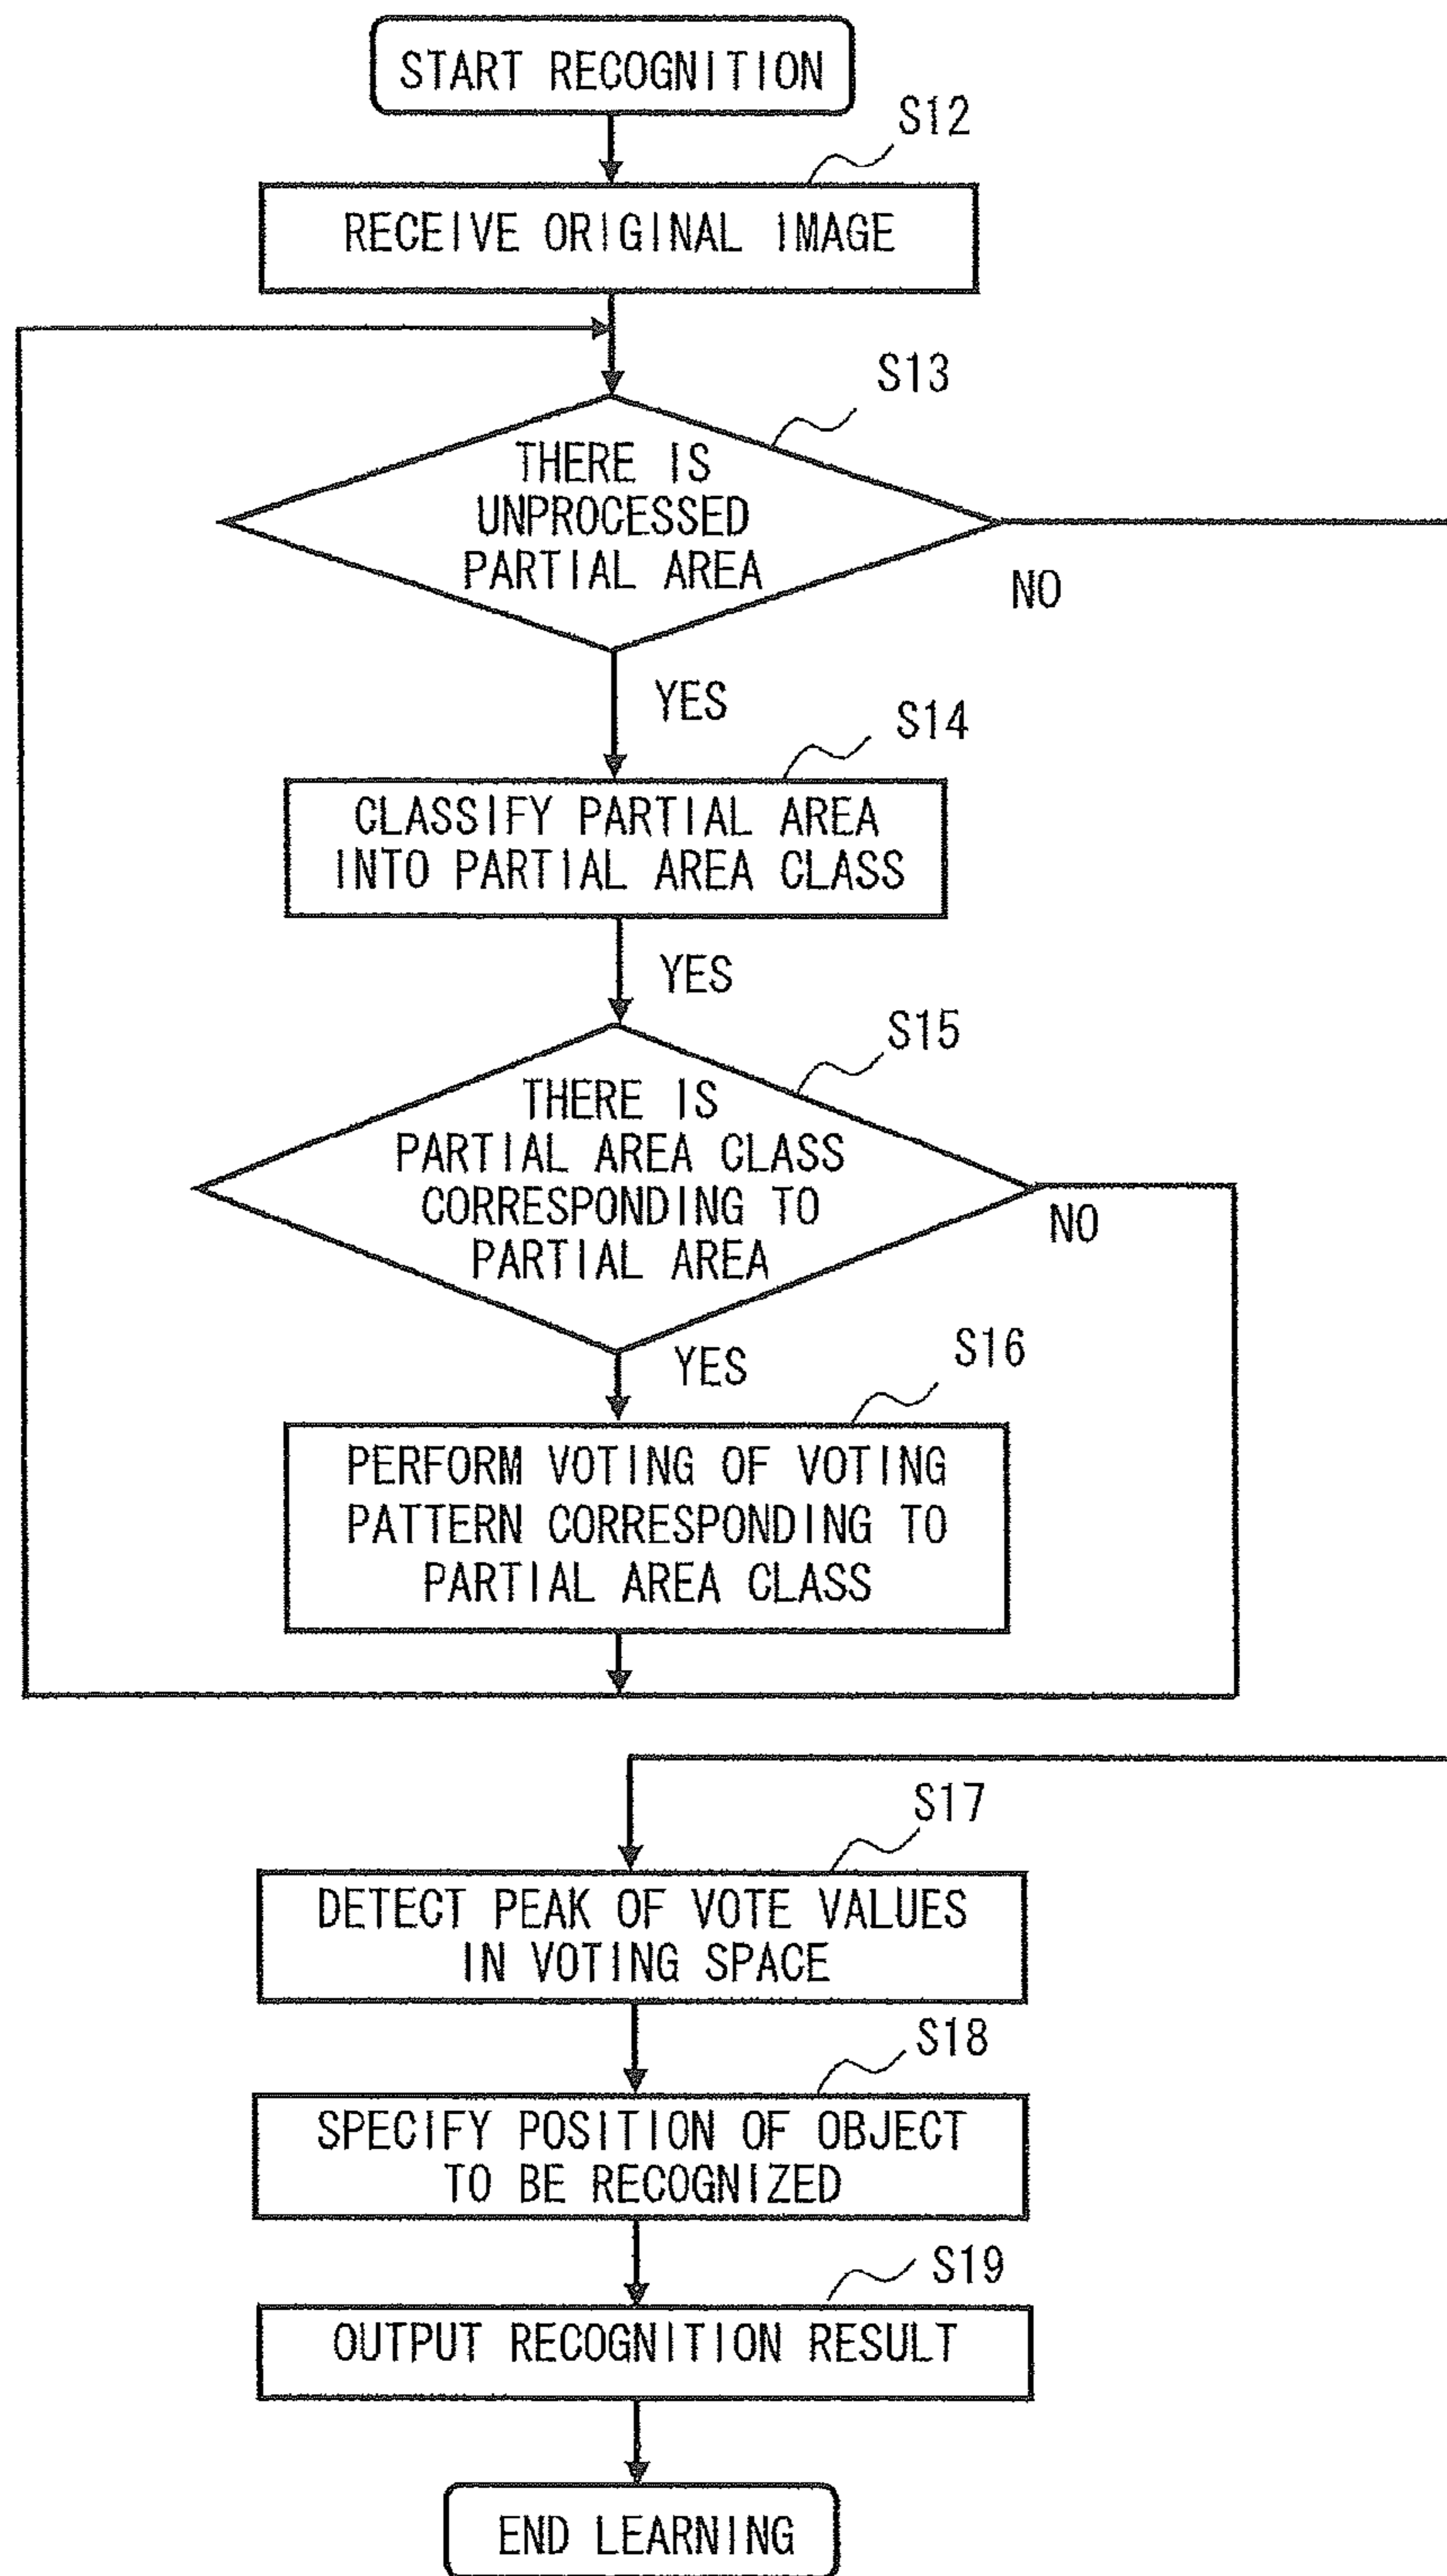 START RECOGNITION
S12
RECEIVE ORIGINAL IMAGE
S13
THERE IS
UNPROCESSED
PARTIAL AREA
NO
YES
S14
CLASSIFY PARTIAL AREA
INTO PARTIAL AREA CLASS
YES
S15
THERE IS
PARTIAL AREA CLASS
CORRESPONDING TO
PARTIAL AREA
NO
YES
S16
PERFORM VOTING OF VOTING
PATTERN CORRESPONDING TO
PARTIAL AREA CLASS
S17
DETECT PEAK OF VOTE VALUES
IN VOTING SPACE
S18
SPECIFY POSITION OF OBJECT
TO BE RECOGNIZED
S19
OUTPUT RECOGNITION RESULT
END LEARNING